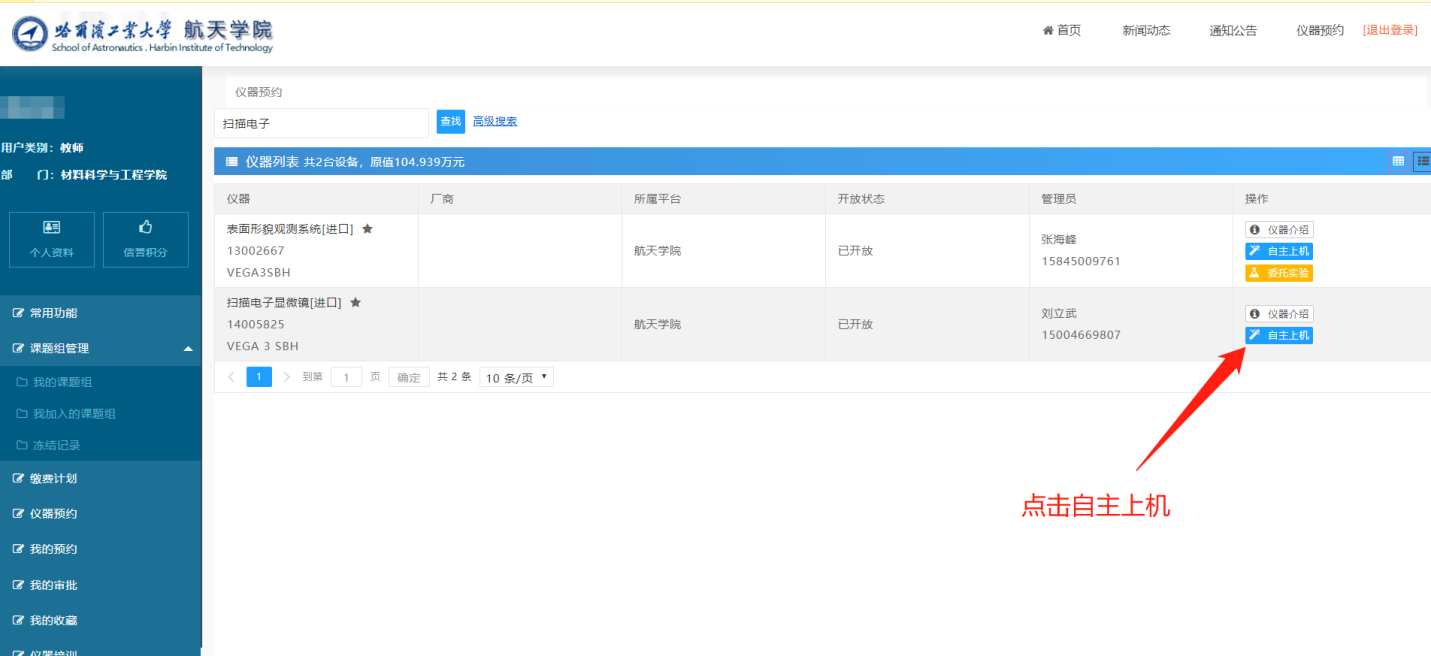 哈尔滨工业大学 航天学院
School of Astronautics . Harbin Institute of Technology
首页 新闻动态 通知公告 仪器预约 [退出登录]
用户类别：教师
部 门：材料科学与工程学院
个人资料 信誉积分
常用功能
课题组管理
我的课题组
我加入的课题组
冻结记录
缴费计划
仪器预约
我的预约
我的审批
我的收藏
仪器培训
仪器预约
扫描电子 查找 高级搜索
仪器列表 共2台设备，原值104.939万元
仪器 厂商 所属平台 开放状态 管理员 操作
表面形貌观测系统[进口]
13002667
VEGA3SBH
航天学院
已开放
张海峰
15845009761
仪器介绍
自主上机
委托实验
扫描电子显微镜[进口]
14005825
VEGA 3 SBH
航天学院
已开放
刘立武
15004669807
仪器介绍
自主上机
1 到第 1 页 确定 共 2 条 10 条/页
点击自主上机